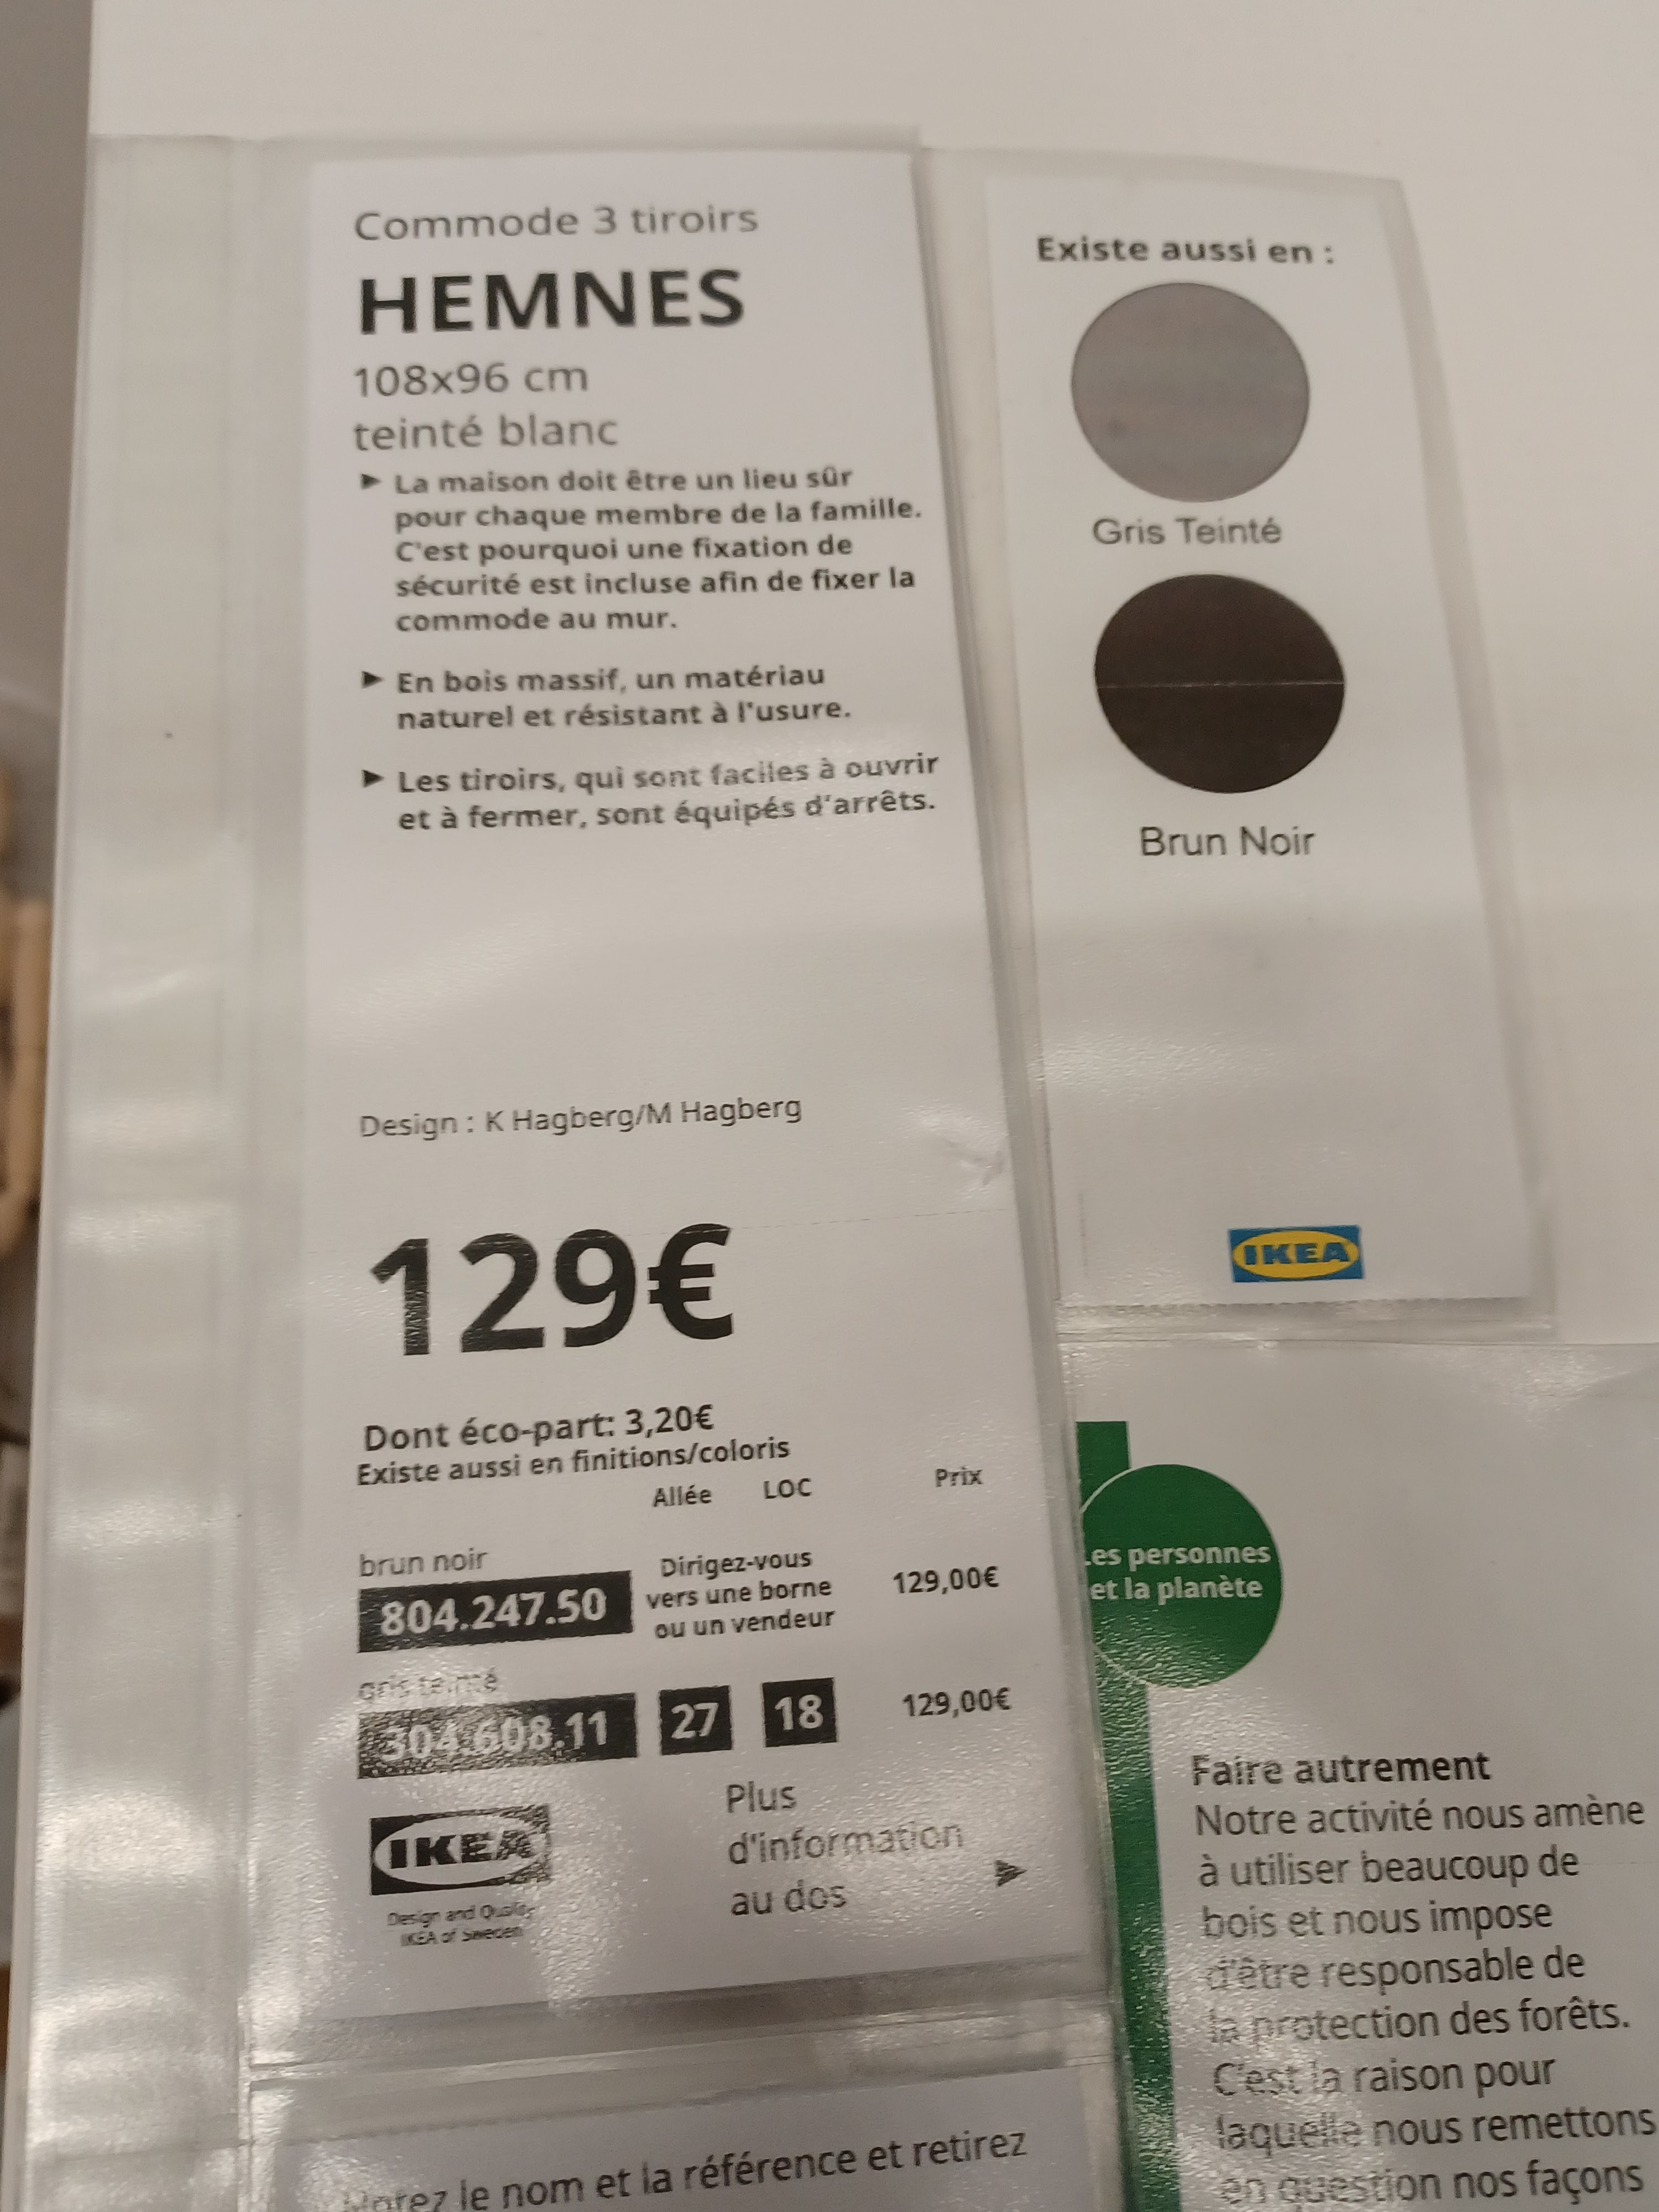 Commode 3 tiroirs
HEMNES
108x96 cm
teinté blanc
► La maison doit être un lieu sûr
pour chaque membre de la famille.
C'est pourquoi une fixation de
sécurité est incluse afin de fixer la
commode au mur.
► En bois massif, un matériau
naturel et résistant à l'usure.
► Les tiroirs, qui sont faciles à ouvrir
et à fermer, sont équipés d'arrêts.
Design : K Hagberg/M Hagberg
129€
Dont éco-part: 3,20€
Existe aussi en finitions/coloris
Allée LOC Prix
brun noir
804.247.50
Dirigez-vous
vers une borne
ou un vendeur
129,00€
gris teinté
304.608.11 27 18 129,00€
IKEA
Design and Quality
IKEA of Sweden
Plus
d'information
au dos
Existe aussi en :
Gris Teinté
Brun Noir
IKEA
Les personnes
et la planète
Faire autrement
Notre activité nous amène
à utiliser beaucoup de
bois et nous impose
d'être responsable de
la protection des forêts.
C'est la raison pour
laquelle nous remettons
en question nos façons
Notez le nom et la référence et retirez